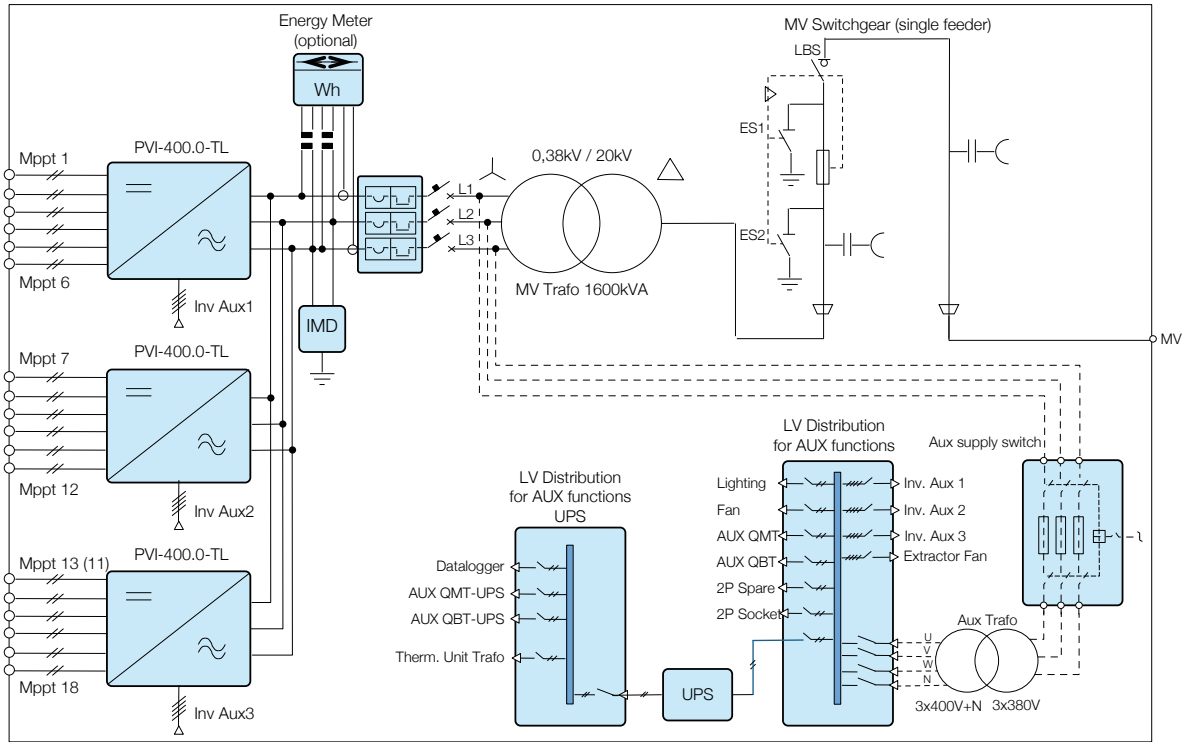 Energy Meter
(optional)
Wh
MV Switchgear (single feeder)
LBS
ES1
ES2
Mppt 1
PVI-400.0-TL
Mppt 6
Inv Aux1
L1
L2
L3
0,38kV / 20kV
MV Trafo 1600kVA
IMD
MV
Mppt 7
PVI-400.0-TL
Mppt 12
Inv Aux2
Mppt 13 (11)
PVI-400.0-TL
Mppt 18
Inv Aux3
LV Distribution
for AUX functions
UPS
Datalogger
AUX QMT-UPS
AUX QBT-UPS
Therm. Unit Trafo
UPS
LV Distribution
for AUX functions
Lighting
Fan
AUX QMT
AUX QBT
2P Spare
2P Socket
Inv. Aux 1
Inv. Aux 2
Inv. Aux 3
Extractor Fan
U
V
W
N
Aux supply switch
Aux Trafo
3x400V+N
3x380V